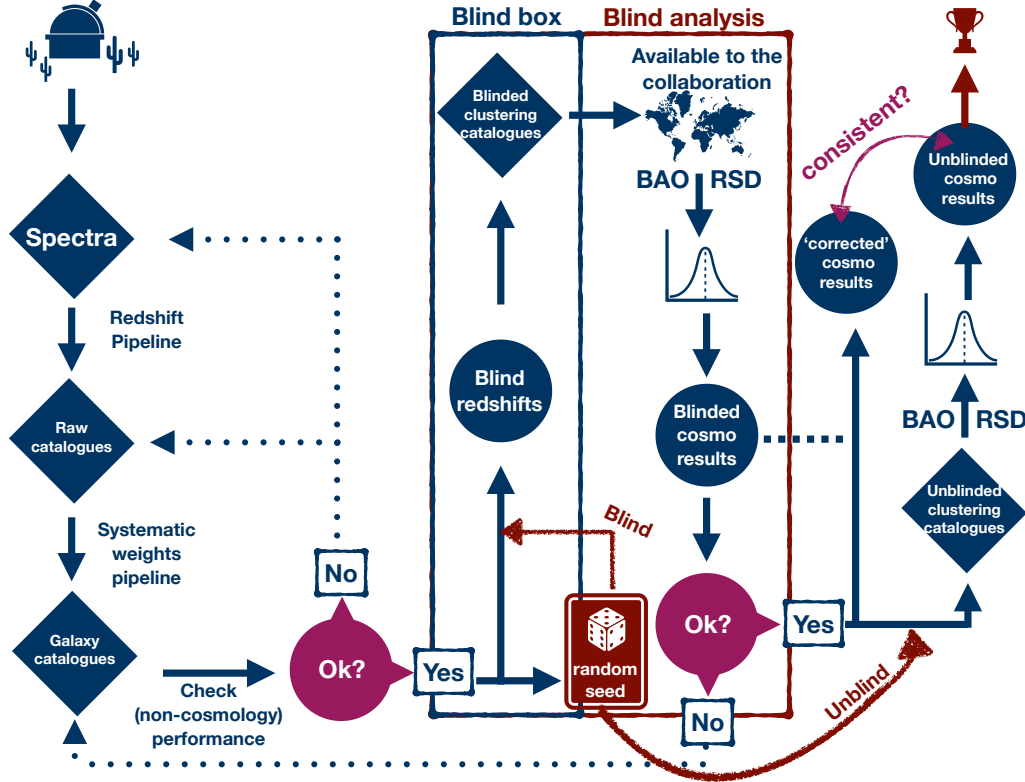 Blind box
Blind analysis
Available to the
collaboration
Blinded
clustering
catalogues
BAO
RSD
consistent?
Unblinded
cosmo
results
'corrected'
cosmo
results
Spectra
Redshift
Pipeline
Blind
redshifts
Raw
catalogues
Blinded
cosmo
results
BAO
RSD
Unblinded
clustering
catalogues
Systematic
weights
pipeline
Blind
No
Galaxy
catalogues
Ok?
Yes
random
seed
Ok?
Yes
Check
(non-cosmology)
performance
No
Unblind